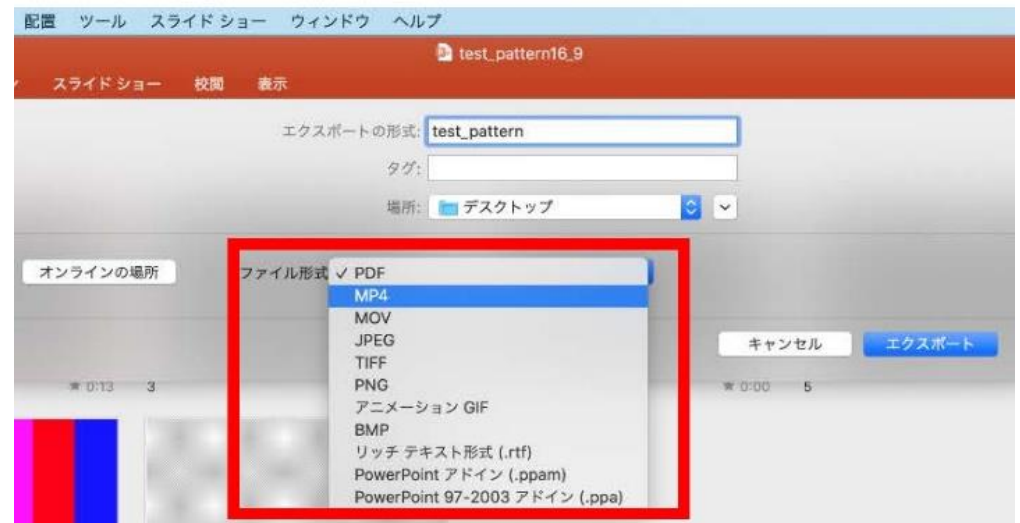 配置 ツール スライド ショー ウィンドウ ヘルプ
test_pattern16_9
スライド ショー 校閲 表示
エクスポートの形式: test_pattern
タグ:
場所: デスクトップ
オンラインの場所 ファイル形式 ✓ PDF
MP4
MOV
JPEG
キャンセル エクスポート
TIFF
PNG
★ 0:13 3 ★ 0:00 5
アニメーション GIF
BMP
リッチ テキスト形式 (.rtf)
PowerPoint アドイン (.ppam)
PowerPoint 97-2003 アドイン (.ppa)